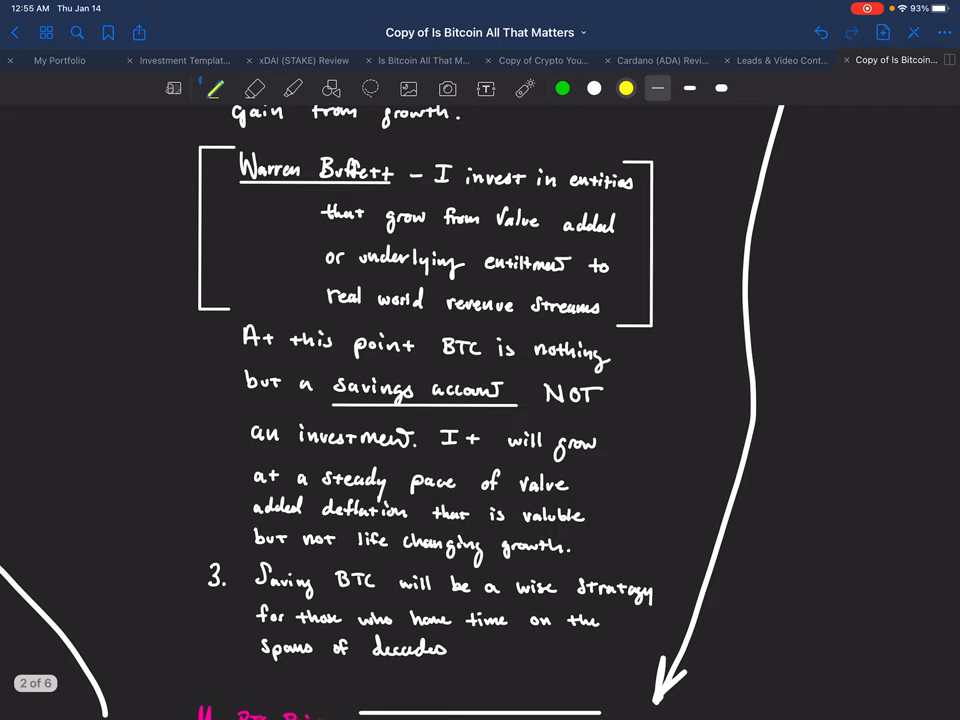 12:55 AM Thu Jan 14
93%
Copy of Is Bitcoin All That Matters
My Portfolio
Investment Templat...
xDAI (STAKE) Review
Is Bitcoin All That M...
Copy of Crypto You...
Cardano (ADA) Revi...
Leads & Video Cont...
Copy of Is Bitcoin...
gain from growth.
Warren Buffett - I invest in entities
that grow from value added
or underlying entiltment to
real world revenue streams
At this point BTC is nothing
but a savings account NOT
an investment. It will grow
at a steady pace of value
added deflation that is valuble
but not life changing growth.
3. Saving BTC will be a wise strategy
for those who have time on the
spans of decades
2 of 6